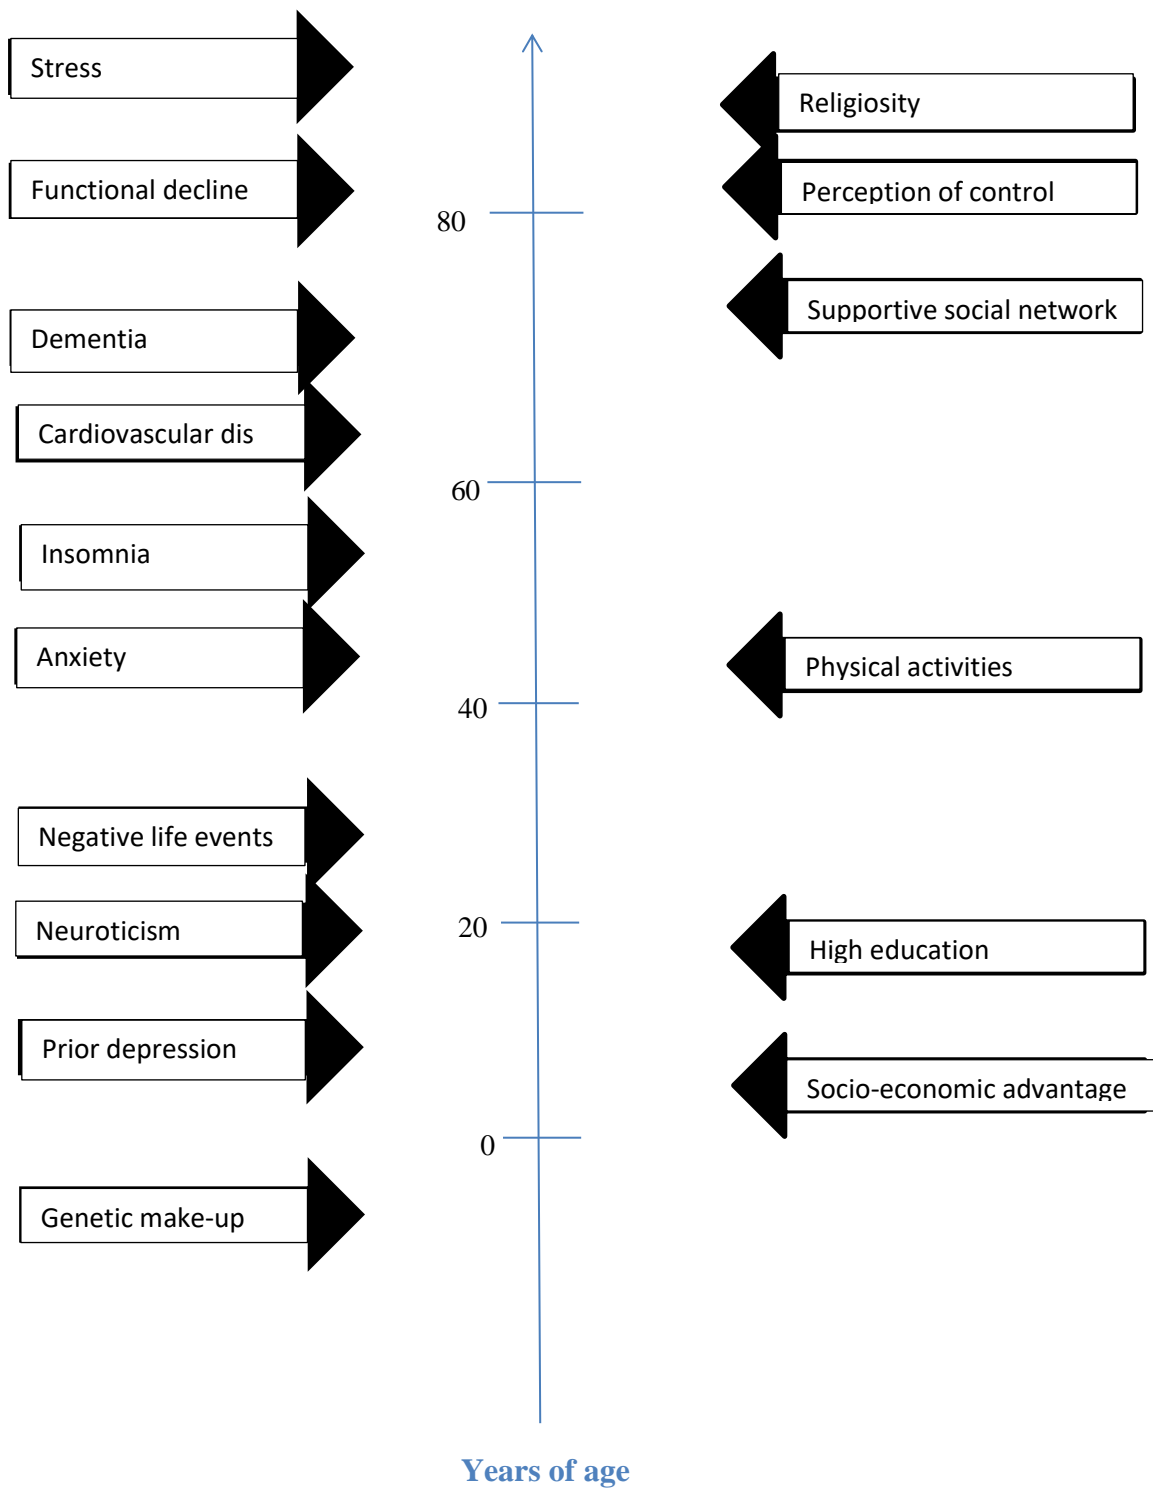 Stress
Religiosity
Functional decline
Perception of control
80
Supportive social network
Dementia
Cardiovascular dis
60
Insomnia
Anxiety
Physical activities
40
Negative life events
20
Neuroticism
High education
Prior depression
Socio-economic advantage
0
Genetic make-up
Years of age